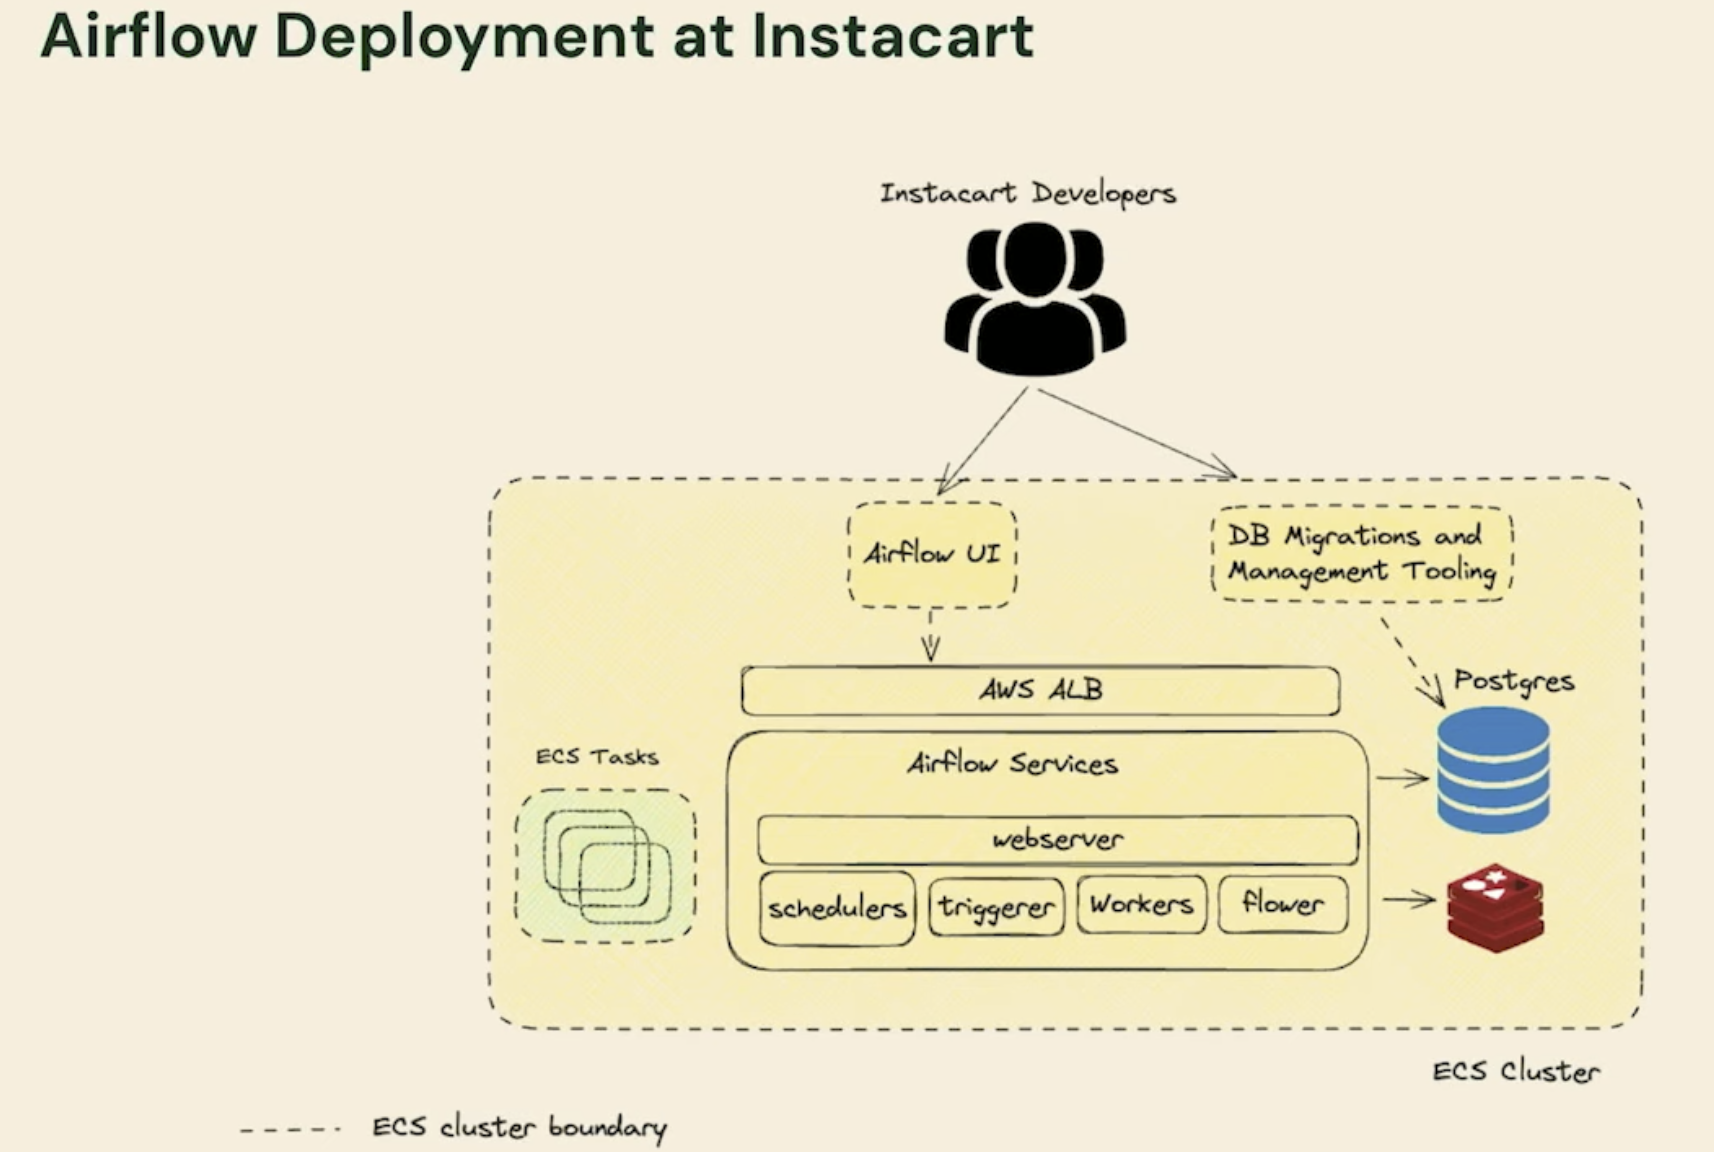 Airflow Deployment at Instacart
Instacart Developers
Airflow UI
DB Migrations and
Management Tooling
AWS ALB
Postgres
ECS Tasks
Airflow Services
webserver
schedulers
triggerer
Workers
flower
ECS Cluster
ECS cluster boundary